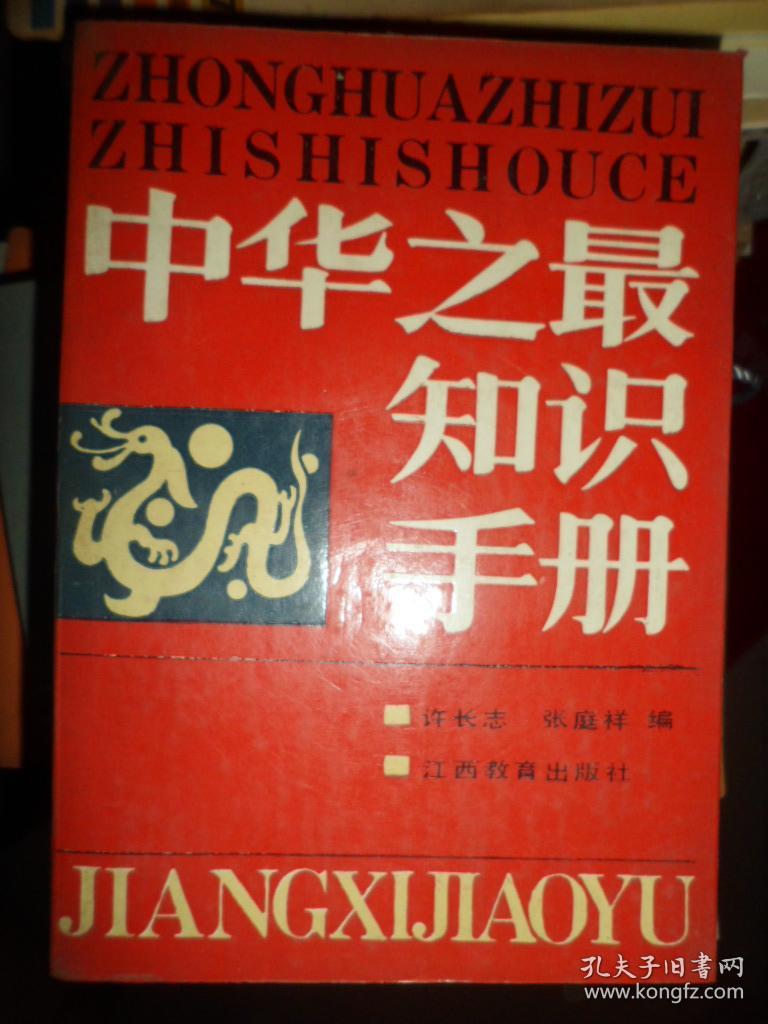 ZHONGHUAZHIZUI
ZHISHISHOUCE
中华之最
知识
手册
许长志 张庭祥 编
江西教育出版社
JIANGXIJIAOYU
孔夫子旧书网
www.kongfz.com